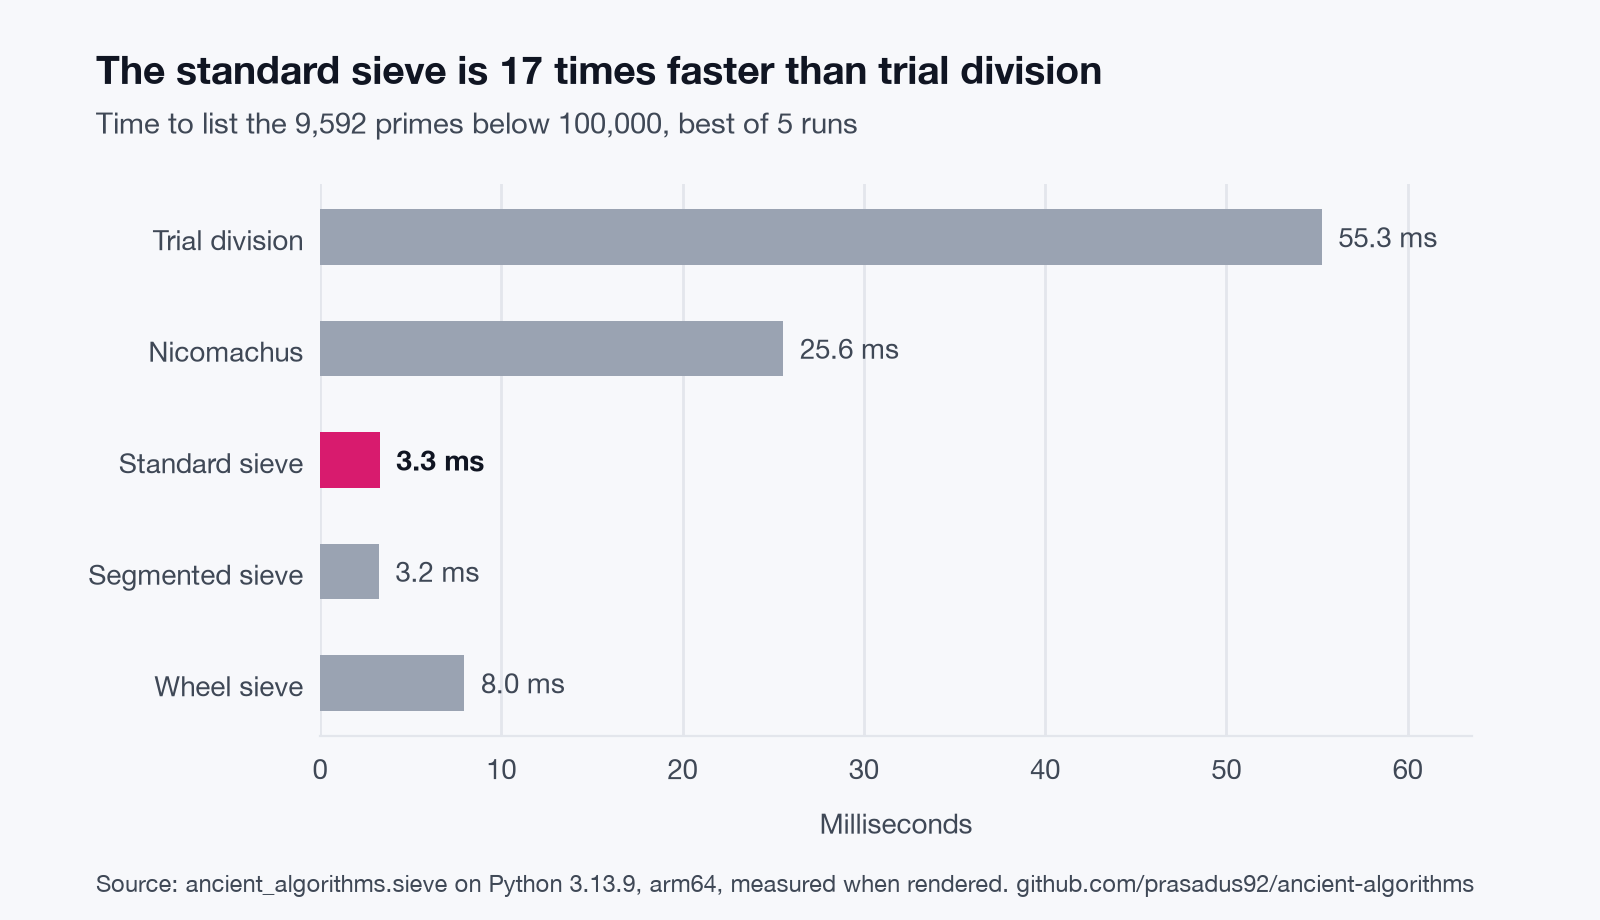 The standard sieve is 17 times faster than trial division
Time to list the 9,592 primes below 100,000, best of 5 runs
Trial division
55.3 ms
Nicomachus
25.6 ms
Standard sieve
3.3 ms
Segmented sieve
3.2 ms
Wheel sieve
8.0 ms
0 10 20 30 40 50 60
Milliseconds
Source: ancient_algorithms.sieve on Python 3.13.9, arm64, measured when rendered. github.com/prasadus92/ancient-algorithms